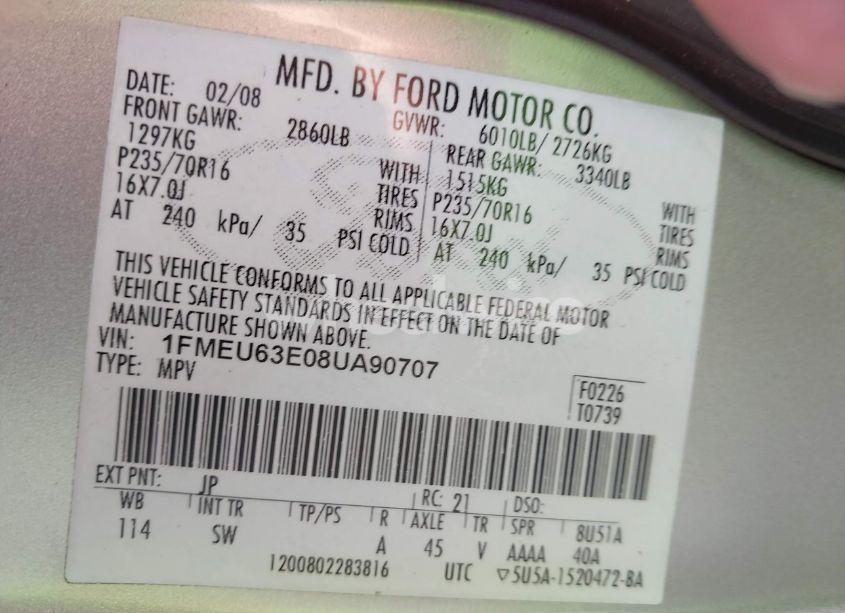 MFD. BY FORD MOTOR CO.
DATE: 02/08 GVWR: 6010LB/ 2726KG
FRONT GAWR: 2860LB REAR GAWR: 3340LB
1297KG WITH 1515KG WITH
P235/70R16 TIRES P235/70R16 TIRES
16X7.0J RIMS 16X7.0J RIMS
AT 240 kPa/ 35 PSI COLD AT 240 kPa/ 35 PSI COLD
THIS VEHICLE CONFORMS TO ALL APPLICABLE FEDERAL MOTOR
VEHICLE SAFETY STANDARDS IN EFFECT ON THE DATE OF
MANUFACTURE SHOWN ABOVE.
VIN: 1FMEU63E08UA90707
TYPE: MPV
F0226
T0739
EXT PNT: JP RC: 21 DSO:
WB INT TR TP/PS R AXLE TR SPR 8U51A
114 SW A 45 V AAAA 40A
1200802283816 UTC ▽5U5A-1520472-BA